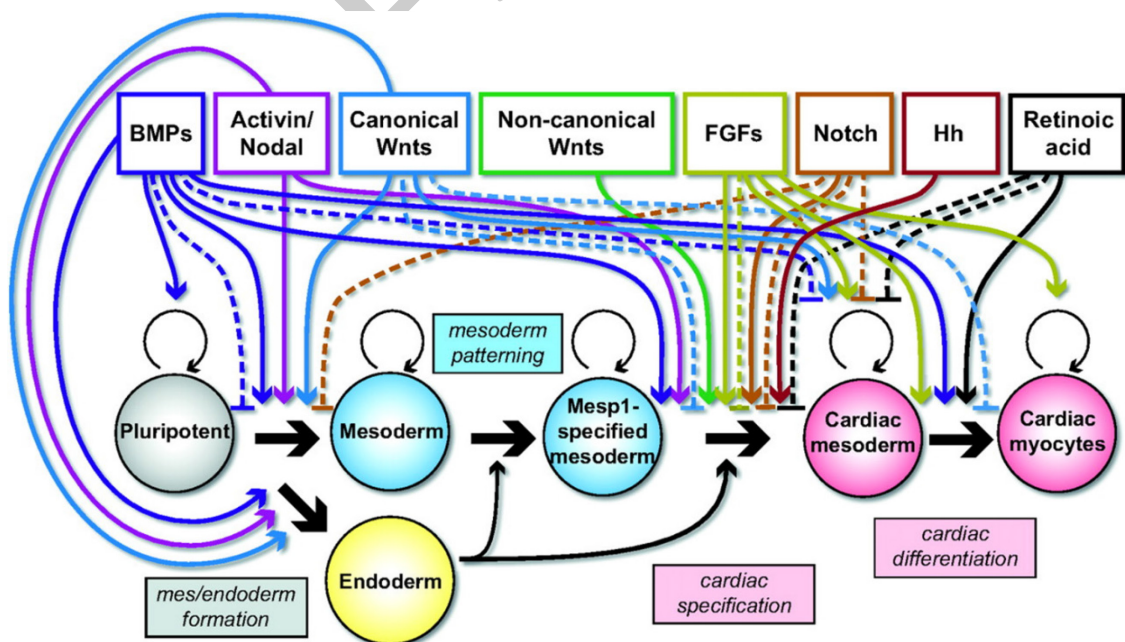 BMPs
Activin/
Nodal
Canonical
Wnts
Non-canonical
Wnts
FGFs
Notch
Hh
Retinoic
acid
mesoderm
patterning
Pluripotent
Mesoderm
Mesp1-
specified
mesoderm
Cardiac
mesoderm
Cardiac
myocytes
Endoderm
mes/endoderm
formation
cardiac
specification
cardiac
differentiation